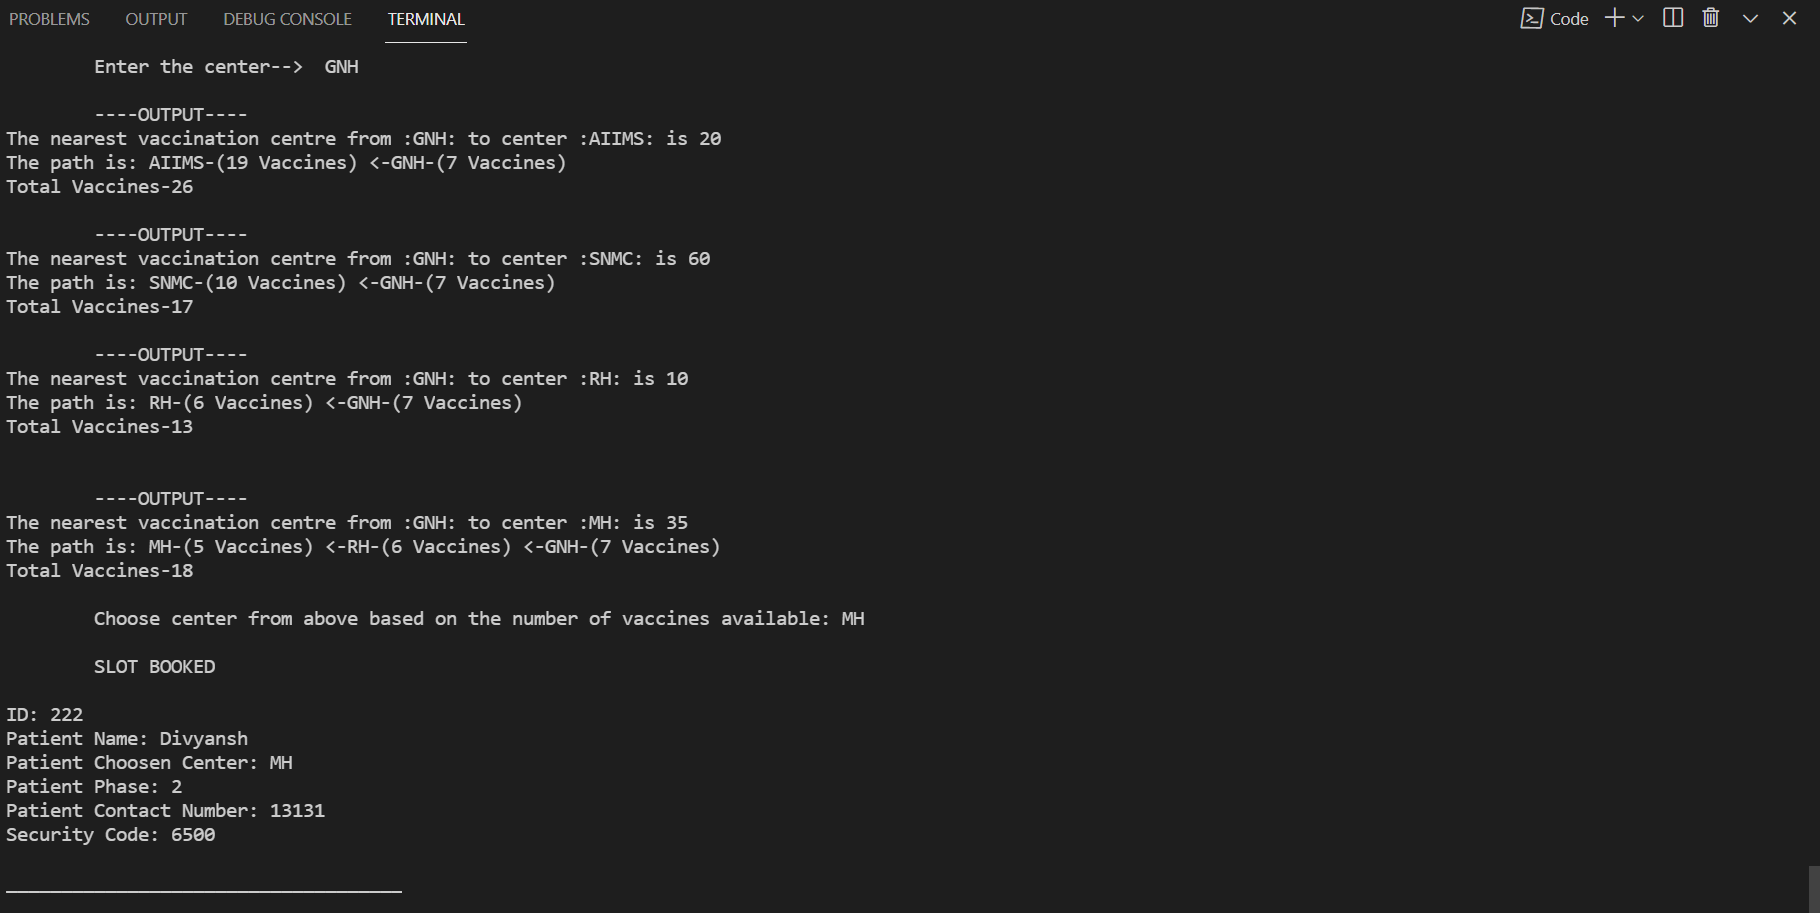 PROBLEMS OUTPUT DEBUG CONSOLE TERMINAL Code
Enter the center--> GNH
----OUTPUT----
The nearest vaccination centre from :GNH: to center :AIIMS: is 20
The path is: AIIMS-(19 Vaccines) <-GNH-(7 Vaccines)
Total Vaccines-26
----OUTPUT----
The nearest vaccination centre from :GNH: to center :SNMC: is 60
The path is: SNMC-(10 Vaccines) <-GNH-(7 Vaccines)
Total Vaccines-17
----OUTPUT----
The nearest vaccination centre from :GNH: to center :RH: is 10
The path is: RH-(6 Vaccines) <-GNH-(7 Vaccines)
Total Vaccines-13
----OUTPUT----
The nearest vaccination centre from :GNH: to center :MH: is 35
The path is: MH-(5 Vaccines) <-RH-(6 Vaccines) <-GNH-(7 Vaccines)
Total Vaccines-18
Choose center from above based on the number of vaccines available: MH
SLOT BOOKED
ID: 222
Patient Name: Divyansh
Patient Choosen Center: MH
Patient Phase: 2
Patient Contact Number: 13131
Security Code: 6500
____________________________________